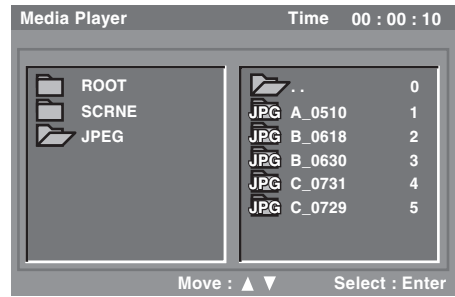 Media Player Time 00 : 00 : 10
ROOT
SCRNE
JPEG
. . 0
JPG A_0510 1
JPG B_0618 2
JPG B_0630 3
JPG C_0731 4
JPG C_0729 5
Move : ▲ ▼ Select : Enter